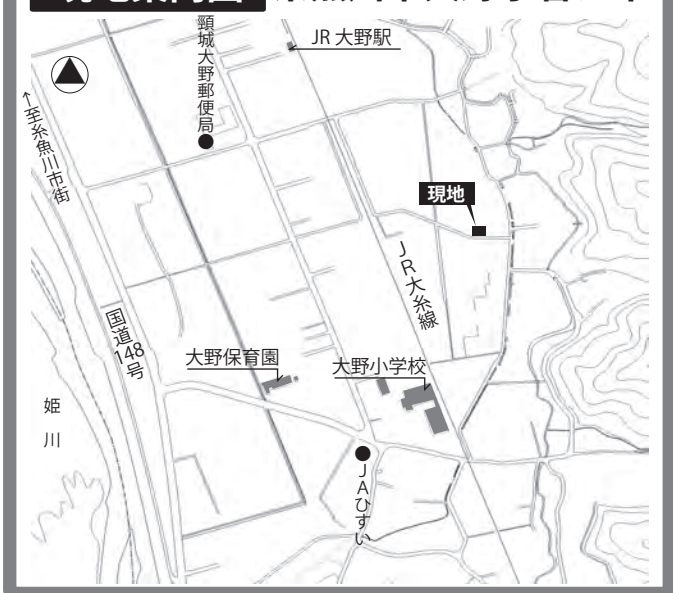 JR 大野駅
頸城大野郵便局
↑至糸魚川市街
現地
JR大糸線
国道148号
大野保育園
大野小学校
姫川
JAひすい